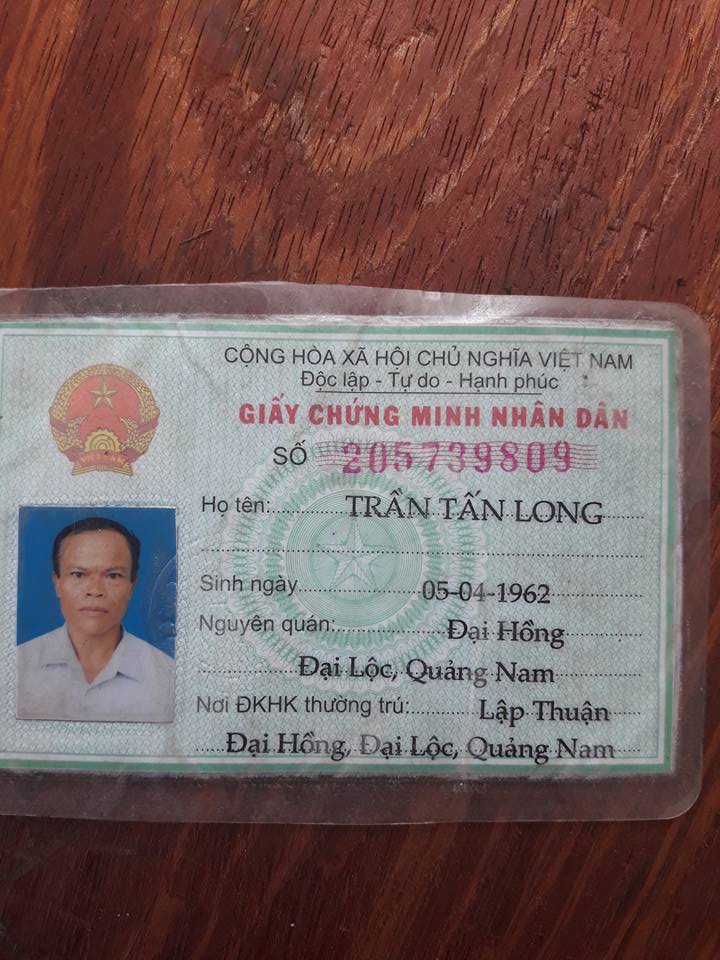 CỘNG HÒA XÃ HỘI CHỦ NGHĨA VIỆT NAM
Độc lập - Tự do - Hạnh phúc
GIẤY CHỨNG MINH NHÂN DÂN
SỐ 205739809
Họ tên: TRẦN TẤN LONG
Sinh ngày 05-04-1962
Nguyên quán: Đại Hồng
Đại Lộc, Quảng Nam
Nơi ĐKHK thường trú: Lập Thuận
Đại Hồng, Đại Lộc, Quảng Nam
VIỆT NAM